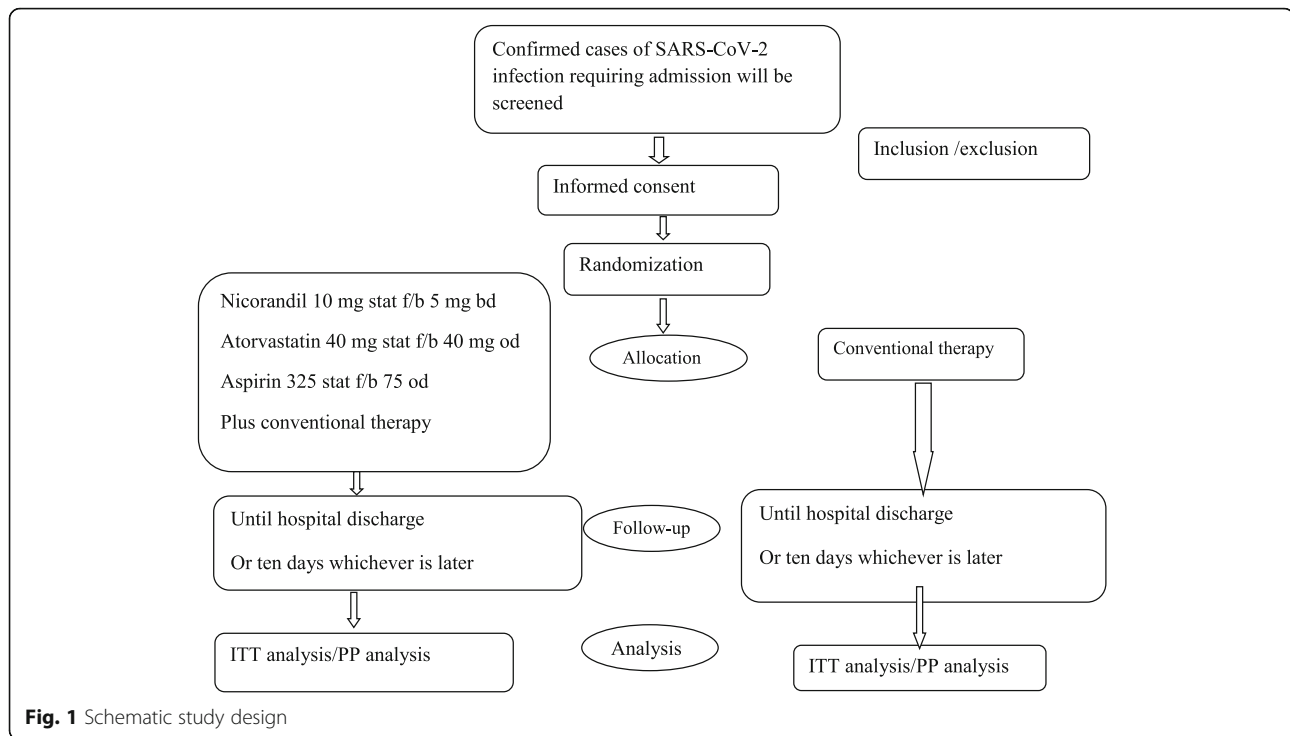 Confirmed cases of SARS-CoV-2
infection requiring admission will be
screened
Inclusion /exclusion
Informed consent
Randomization
Nicorandil 10 mg stat f/b 5 mg bd
Atorvastatin 40 mg stat f/b 40 mg od
Aspirin 325 stat f/b 75 od
Plus conventional therapy
Allocation
Conventional therapy
Until hospital discharge
Or ten days whichever is later
Follow-up
Until hospital discharge
Or ten days whichever is later
ITT analysis/PP analysis
Analysis
ITT analysis/PP analysis
Fig. 1 Schematic study design